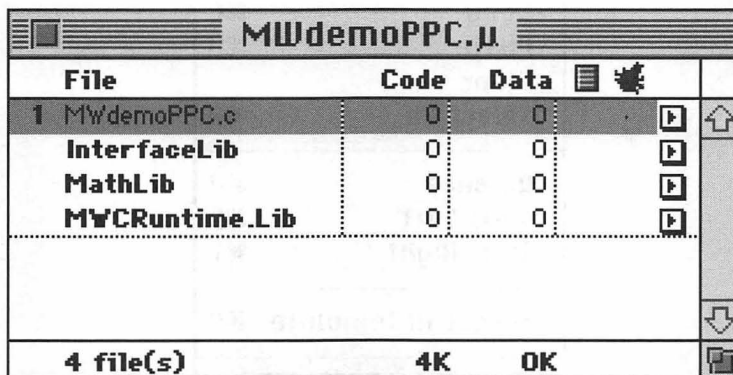 MWdemoPPC.µ
File Code Data
1 MWdemoPPC.c 0 0
InterfaceLib 0 0
MathLib 0 0
MWCRuntime.Lib 0 0
4 file(s) 4K 0K